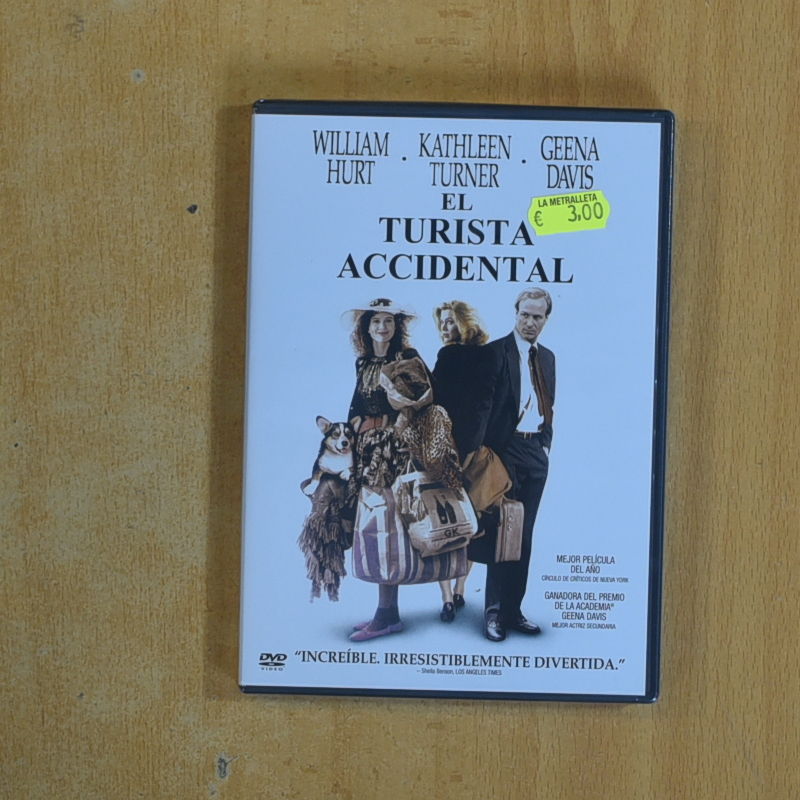 WILLIAM HURT · KATHLEEN TURNER · GEENA DAVIS
LA METRALLETA
€ 3,00
EL
TURISTA
ACCIDENTAL
GK
MEJOR PELÍCULA
DEL AÑO
CÍRCULO DE CRÍTICOS DE NUEVA YORK
GANADORA DEL PREMIO
DE LA ACADEMIA®
GEENA DAVIS
MEJOR ACTRIZ SECUNDARIA
DVD
VIDEO
"INCREÍBLE. IRRESISTIBLEMENTE DIVERTIDA."
– Sheila Benson, LOS ANGELES TIMES